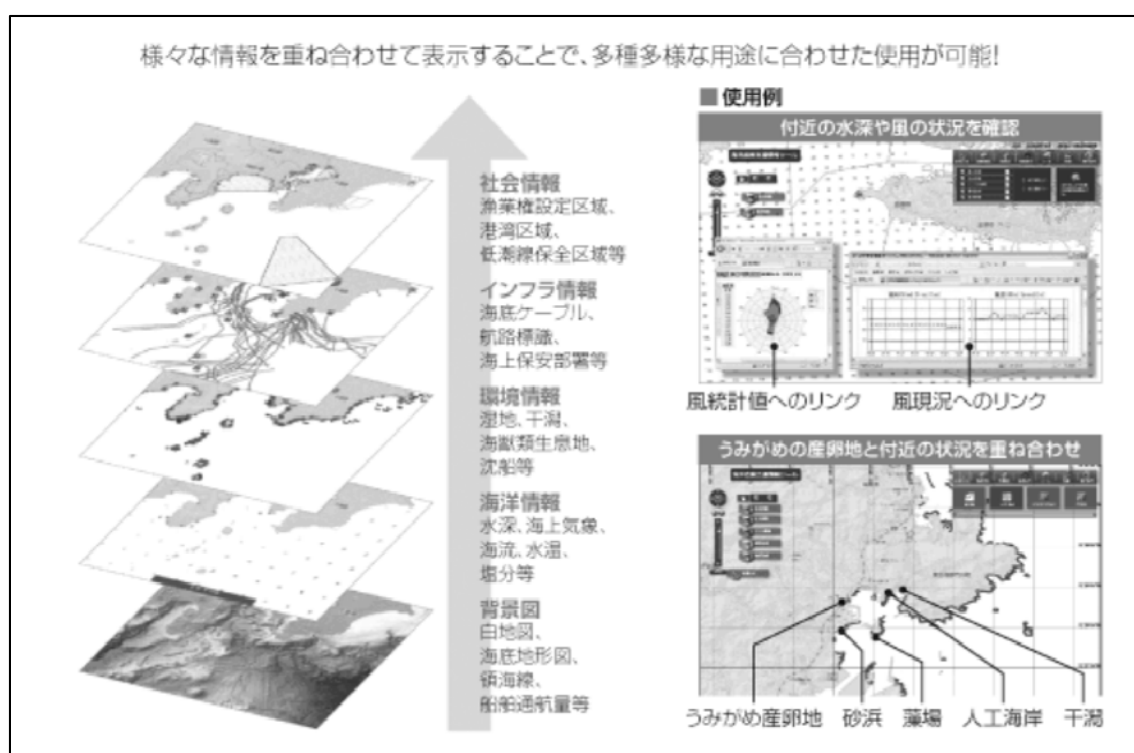 様々な情報を重ね合わせて表示することで、多種多様な用途に合わせた使用が可能!
社会情報
漁業権設定区域、
港湾区域、
低潮線保全区域等
インフラ情報
海底ケーブル、
航路標識、
海上保安部署等
環境情報
湿地、干潟、
海獣類生息地、
沈船等
海洋情報
水深、海上気象、
海流、水温、
塩分等
背景図
白地図、
海底地形図、
領海線、
船舶通航量等
■ 使用例
付近の水深や風の状況を確認
風統計値へのリンク
風現況へのリンク
うみがめの産卵地と付近の状況を重ね合わせ
うみがめ産卵地
砂浜
藻場
人工海岸
干潟